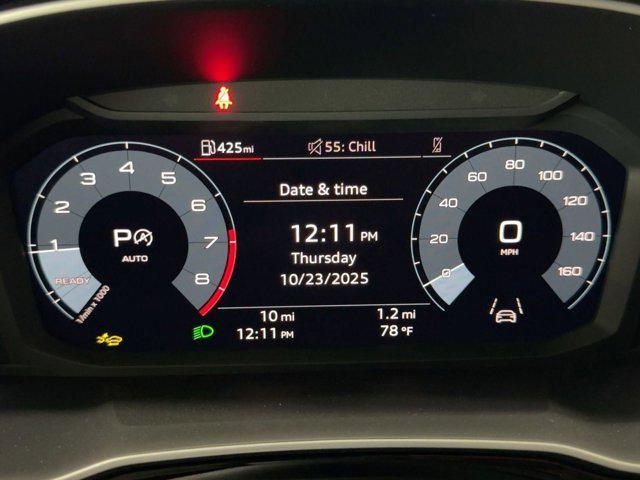 425mi
55: Chill
Date & time
12:11 PM
Thursday
10/23/2025
10 mi
1.2 mi
12:11 PM
78 °F
1 2 3 4 5 6 7 8
READY
1/min x 1000
P A
AUTO
0 20 40 60 80 100 120 140 160
0
MPH